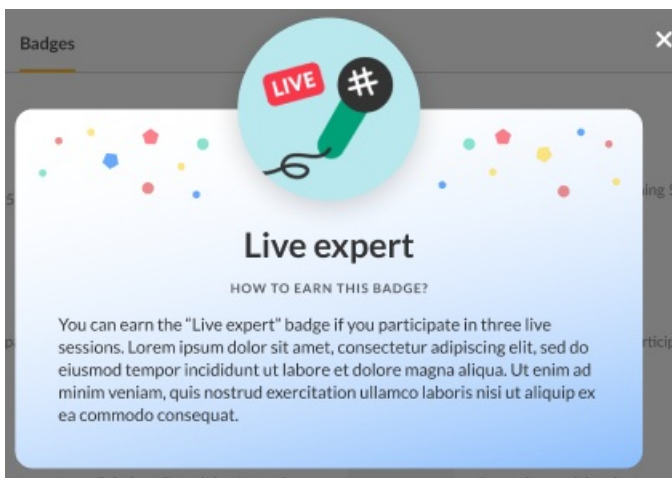 Badges
LIVE
#
Live expert
HOW TO EARN THIS BADGE?
You can earn the “Live expert” badge if you participate in three live
sessions. Lorem ipsum dolor sit amet, consectetur adipiscing elit, sed do
eiusmod tempor incididunt ut labore et dolore magna aliqua. Ut enim ad
minim veniam, quis nostrud exercitation ullamco laboris nisi ut aliquip ex
ea commodo consequat.